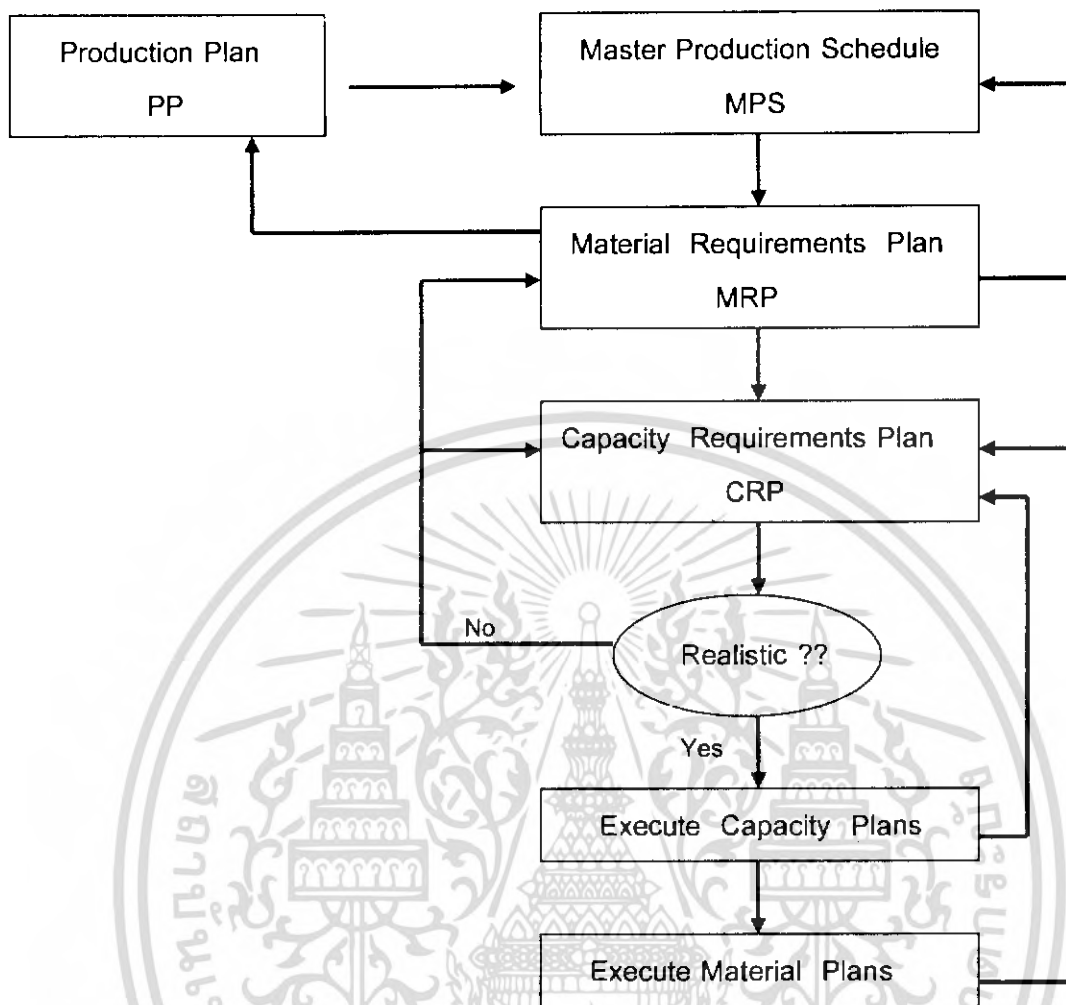 Production Plan
PP
Master Production Schedule
MPS
Material Requirements Plan
MRP
Capacity Requirements Plan
CRP
No
Realistic ??
Yes
Execute Capacity Plans
Execute Material Plans